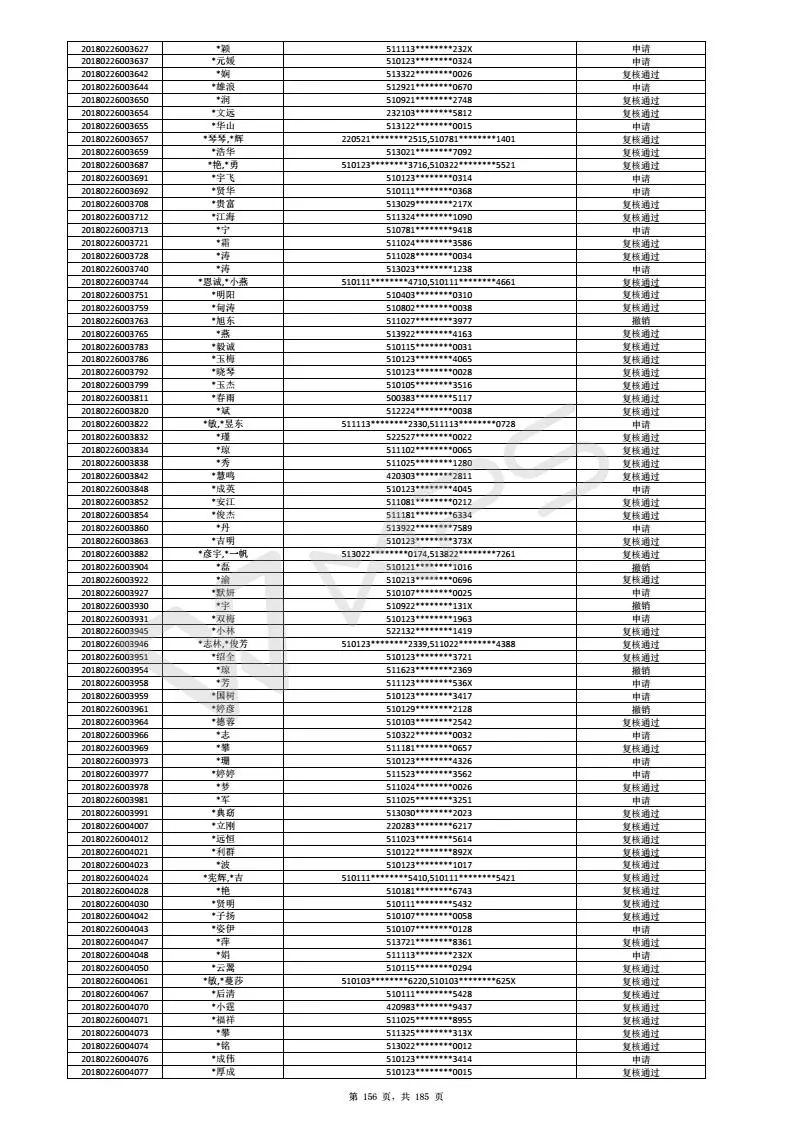 20180226003627 *颖 511113********232X 申请
20180226003637 *元媛 510123********0324 申请
20180226003642 *娴 513322********0026 复核通过
20180226003644 *雄浪 512921********0670 申请
20180226003650 *润 510921********2748 复核通过
20180226003654 *文远 232103********5812 复核通过
20180226003655 *华山 513122********0015 申请
20180226003657 *琴琴,*辉 220521********2515,510781********1401 复核通过
20180226003659 *浩华 513021********7092 复核通过
20180226003687 *艳,*勇 510123********3716,510322********5521 复核通过
20180226003691 *宇飞 510123********0314 申请
20180226003692 *贤华 510111********0368 申请
20180226003708 *贵富 513029********217X 复核通过
20180226003712 *江海 511324********1090 复核通过
20180226003713 *宁 510781********9418 申请
20180226003721 *霜 511024********3586 复核通过
20180226003728 *涛 511028********0034 复核通过
20180226003740 *涛 513023********1238 申请
20180226003744 *恩诚,*小燕 510111********4710,510111********4661 复核通过
20180226003751 *明阳 510403********0310 复核通过
20180226003759 *甸涛 510802********0038 复核通过
20180226003763 *旭东 511027********3977 撤销
20180226003765 *燕 513922********4163 复核通过
20180226003783 *毅诚 510115********0031 复核通过
20180226003786 *玉梅 510123********4065 复核通过
20180226003792 *晓琴 510123********0028 复核通过
20180226003799 *玉杰 510105********3516 复核通过
20180226003811 *春雨 500383********5117 复核通过
20180226003820 *斌 512224********0038 复核通过
20180226003822 *敏,*昱东 511113********2330,511113********0728 申请
20180226003832 *瑾 522527********0022 复核通过
20180226003834 *琼 511102********0065 复核通过
20180226003838 *秀 511025********1280 复核通过
20180226003842 *慧鸣 420303********2811 复核通过
20180226003848 *成英 510123********4045 申请
20180226003852 *安江 511081********0212 复核通过
20180226003854 *俊杰 511181********6334 复核通过
20180226003860 *丹 513922********7589 申请
20180226003863 *吉明 510123********373X 复核通过
20180226003882 *彦宇,*一帆 513022********0174,513822********7261 复核通过
20180226003904 *磊 510121********1016 撤销
20180226003922 *渝 510213********0696 复核通过
20180226003927 *默妍 510107********0025 申请
20180226003930 *宇 510922********131X 撤销
20180226003931 *双梅 510123********1963 申请
20180226003945 *小林 522132********1419 复核通过
20180226003946 *志林,*俊芳 510123********2339,511022********4388 复核通过
20180226003951 *绍全 510123********3721 复核通过
20180226003954 *琼 511623********2369 撤销
20180226003958 *芳 511123********536X 申请
20180226003959 *国树 510123********3417 申请
20180226003961 *婷彦 510129********2128 撤销
20180226003964 *德蓉 510103********2542 复核通过
20180226003966 *志 510322********0032 申请
20180226003969 *攀 511181********0657 复核通过
20180226003973 *珊 510123********4326 申请
20180226003977 *婷婷 511523********3562 申请
20180226003978 *梦 511024********0026 复核通过
20180226003981 *军 511025********3251 申请
20180226003991 *典窈 513030********2023 复核通过
20180226004007 *立刚 220283********6217 复核通过
20180226004012 *远恒 511023********5614 复核通过
20180226004021 *利群 510122********892X 复核通过
20180226004023 *波 510123********1017 复核通过
20180226004024 *宪辉,*吉 510111********5410,510111********5421 复核通过
20180226004028 *艳 510181********6743 复核通过
20180226004030 *贤明 510111********5432 复核通过
20180226004042 *子扬 510107********0058 复核通过
20180226004043 *姿伊 510107********0128 申请
20180226004047 *萍 513721********8361 复核通过
20180226004048 *娟 511113********232X 申请
20180226004050 *云翯 510115********0294 复核通过
20180226004061 *敏,*蔓莎 510103********6220,510103********625X 复核通过
20180226004067 *后清 510111********5428 复核通过
20180226004070 *小霆 420983********9437 复核通过
20180226004071 *福祥 511025********8955 复核通过
20180226004073 *攀 511325********313X 复核通过
20180226004074 *铭 513022********0012 复核通过
20180226004076 *成伟 510123********3414 申请
20180226004077 *厚成 510123********0015 复核通过
第 156 页, 共 185 页